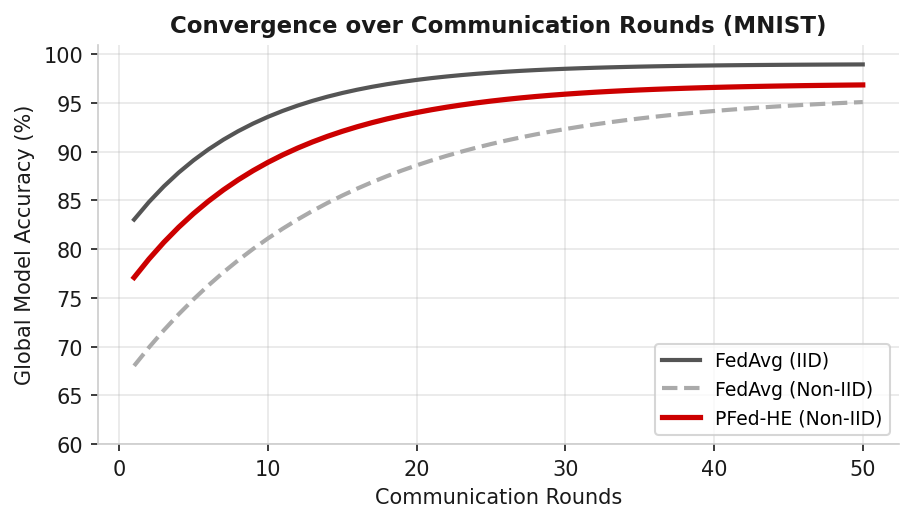 Convergence over Communication Rounds (MNIST)
Global Model Accuracy (%)
100
95
90
85
80
75
70
65
60
0 10 20 30 40 50
Communication Rounds
FedAvg (IID)
FedAvg (Non-IID)
PFed-HE (Non-IID)